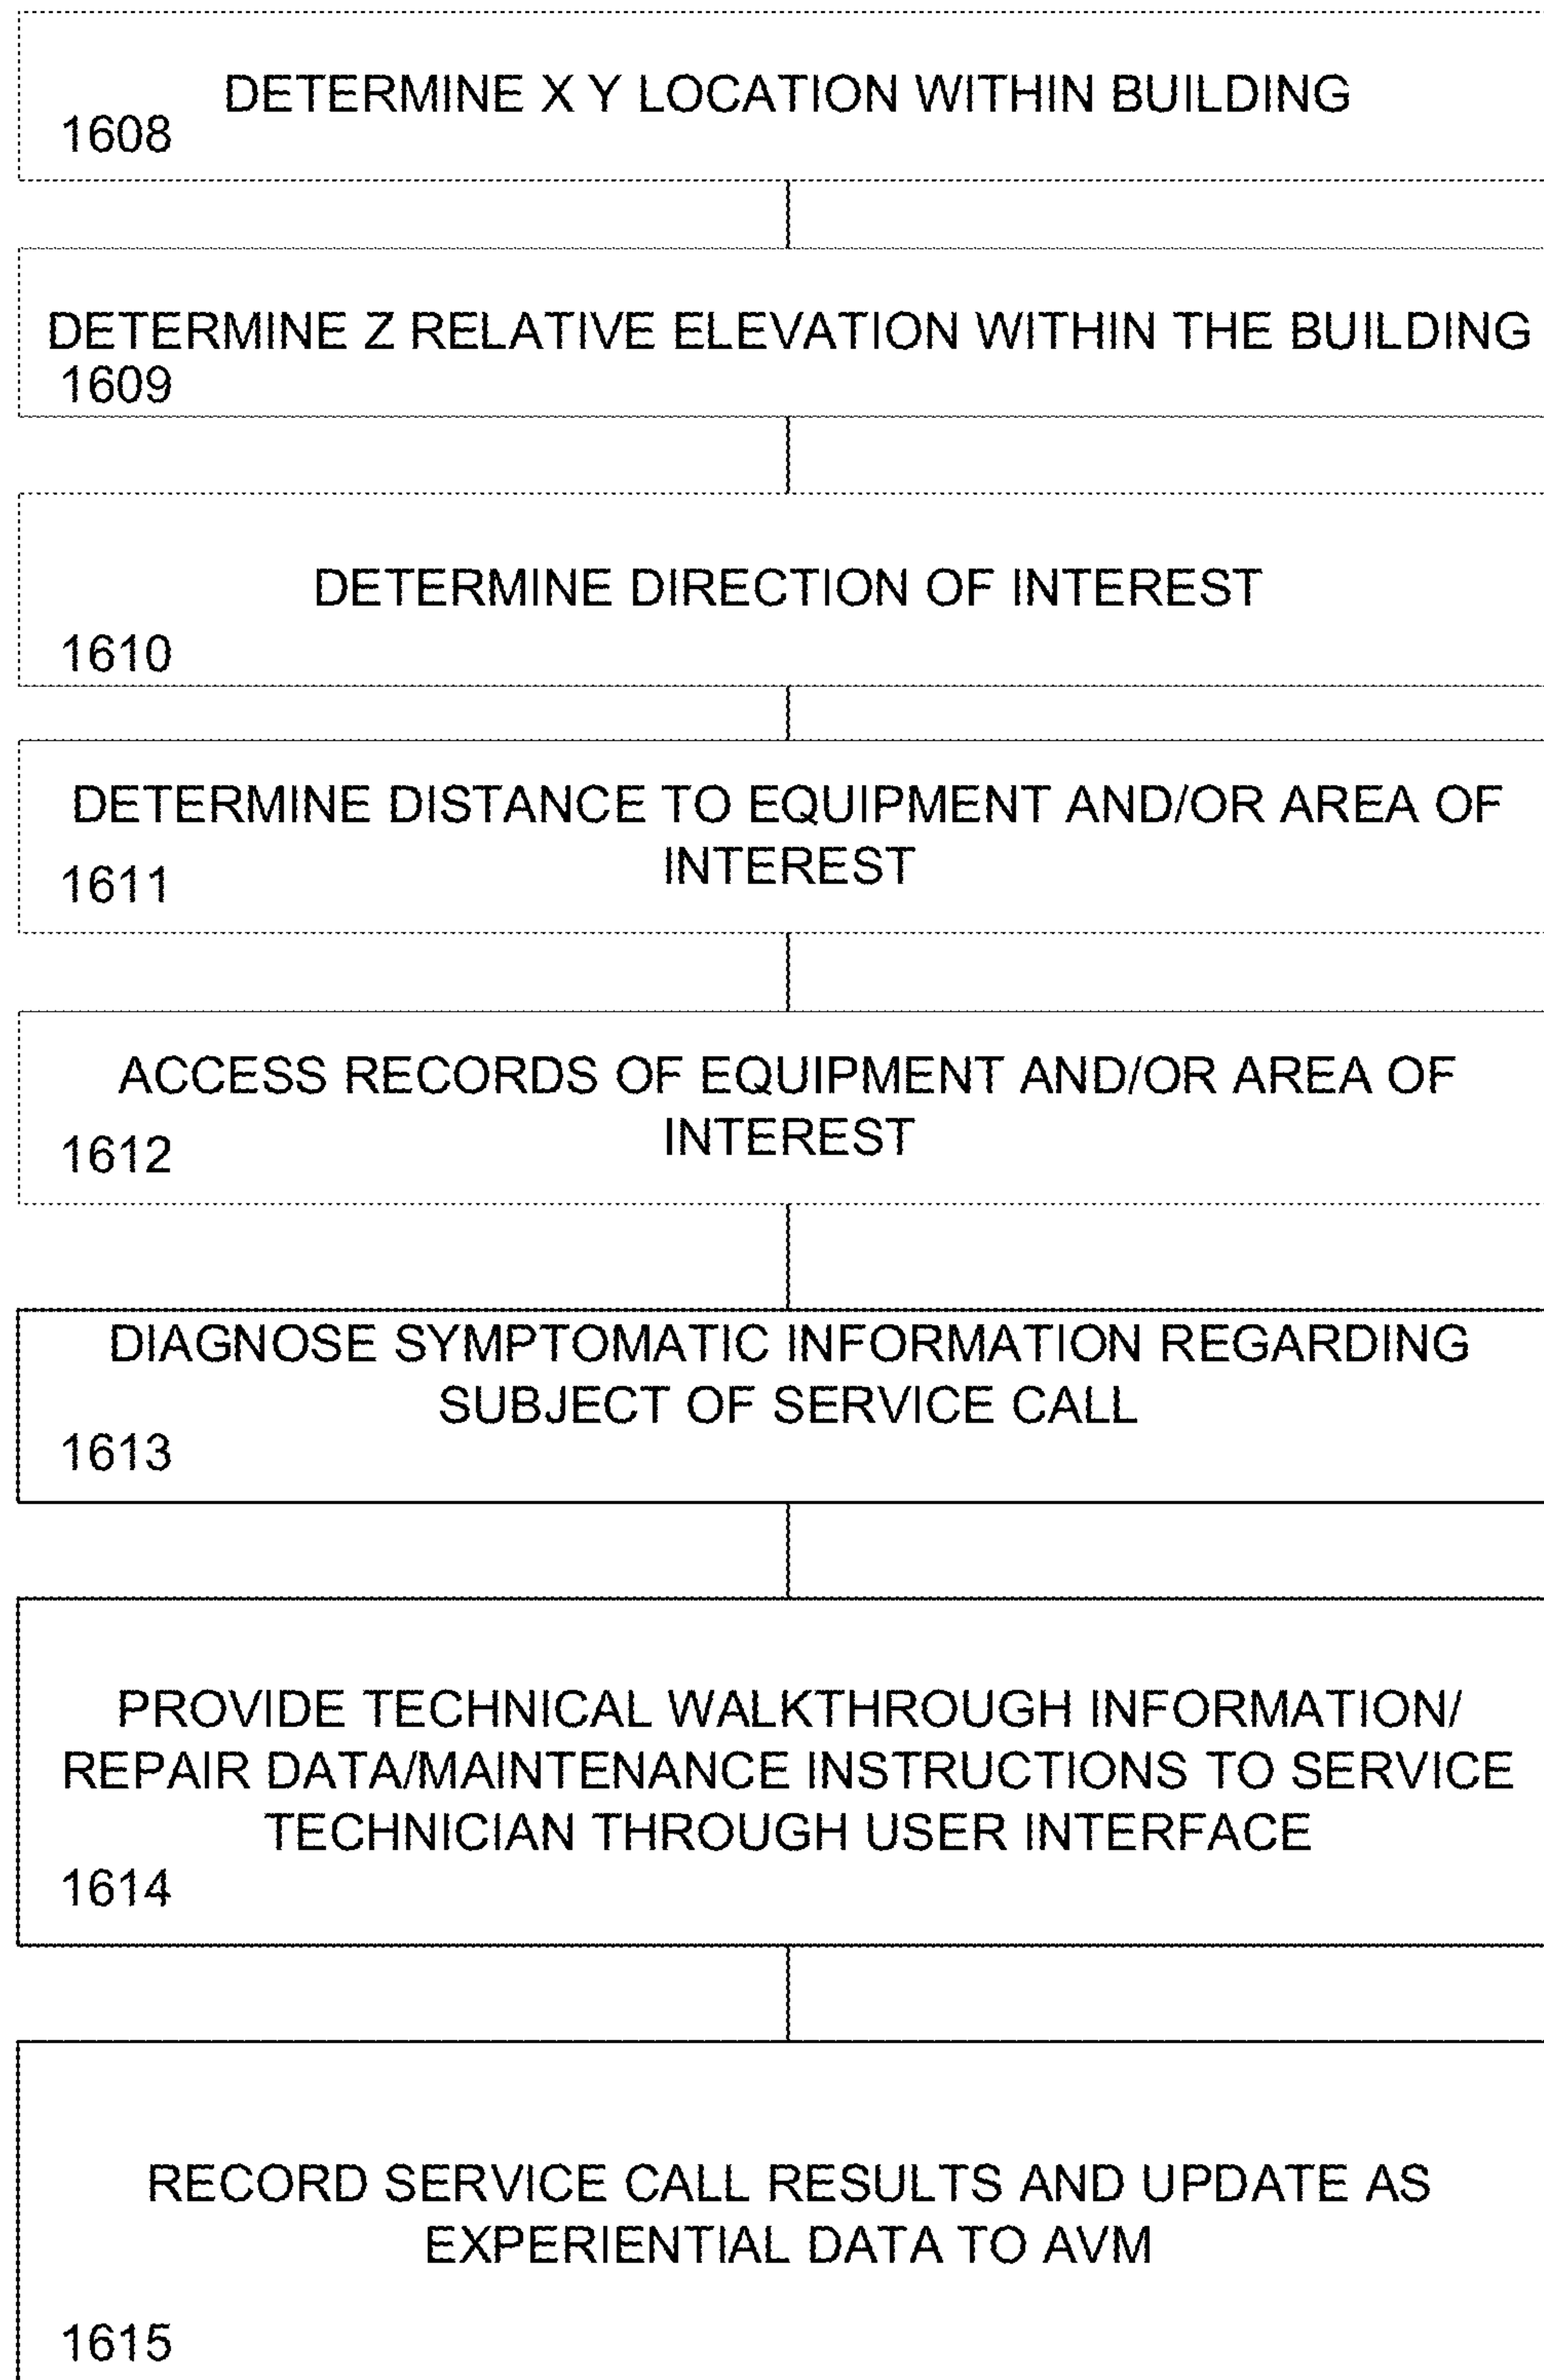 DETERMINE X Y LOCATION WITHIN BUILDING
1608
DETERMINE Z RELATIVE ELEVATION WITHIN THE BUILDING
1609
DETERMINE DIRECTION OF INTEREST
1610
DETERMINE DISTANCE TO EQUIPMENT AND/OR AREA OF
INTEREST
1611
ACCESS RECORDS OF EQUIPMENT AND/OR AREA OF
INTEREST
1612
DIAGNOSE SYMPTOMATIC INFORMATION REGARDING
SUBJECT OF SERVICE CALL
1613
PROVIDE TECHNICAL WALKTHROUGH INFORMATION/
REPAIR DATA/MAINTENANCE INSTRUCTIONS TO SERVICE
TECHNICIAN THROUGH USER INTERFACE
1614
RECORD SERVICE CALL RESULTS AND UPDATE AS
EXPERIENTIAL DATA TO AVM
1615